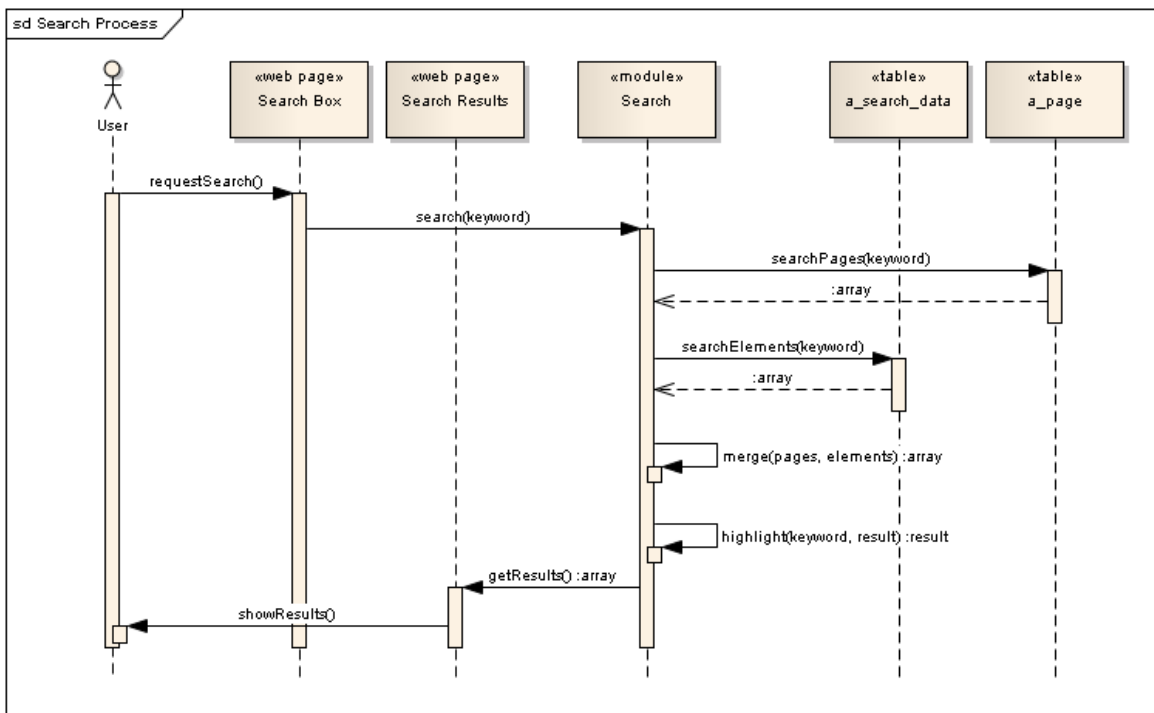 sd Search Process
User
«web page»
Search Box
«web page»
Search Results
«module»
Search
«table»
a_search_data
«table»
a_page
requestSearch()
search(keyword)
searchPages(keyword)
:array
searchElements(keyword)
:array
merge(pages, elements) :array
highlight(keyword, result) :result
getResults() :array
showResults()